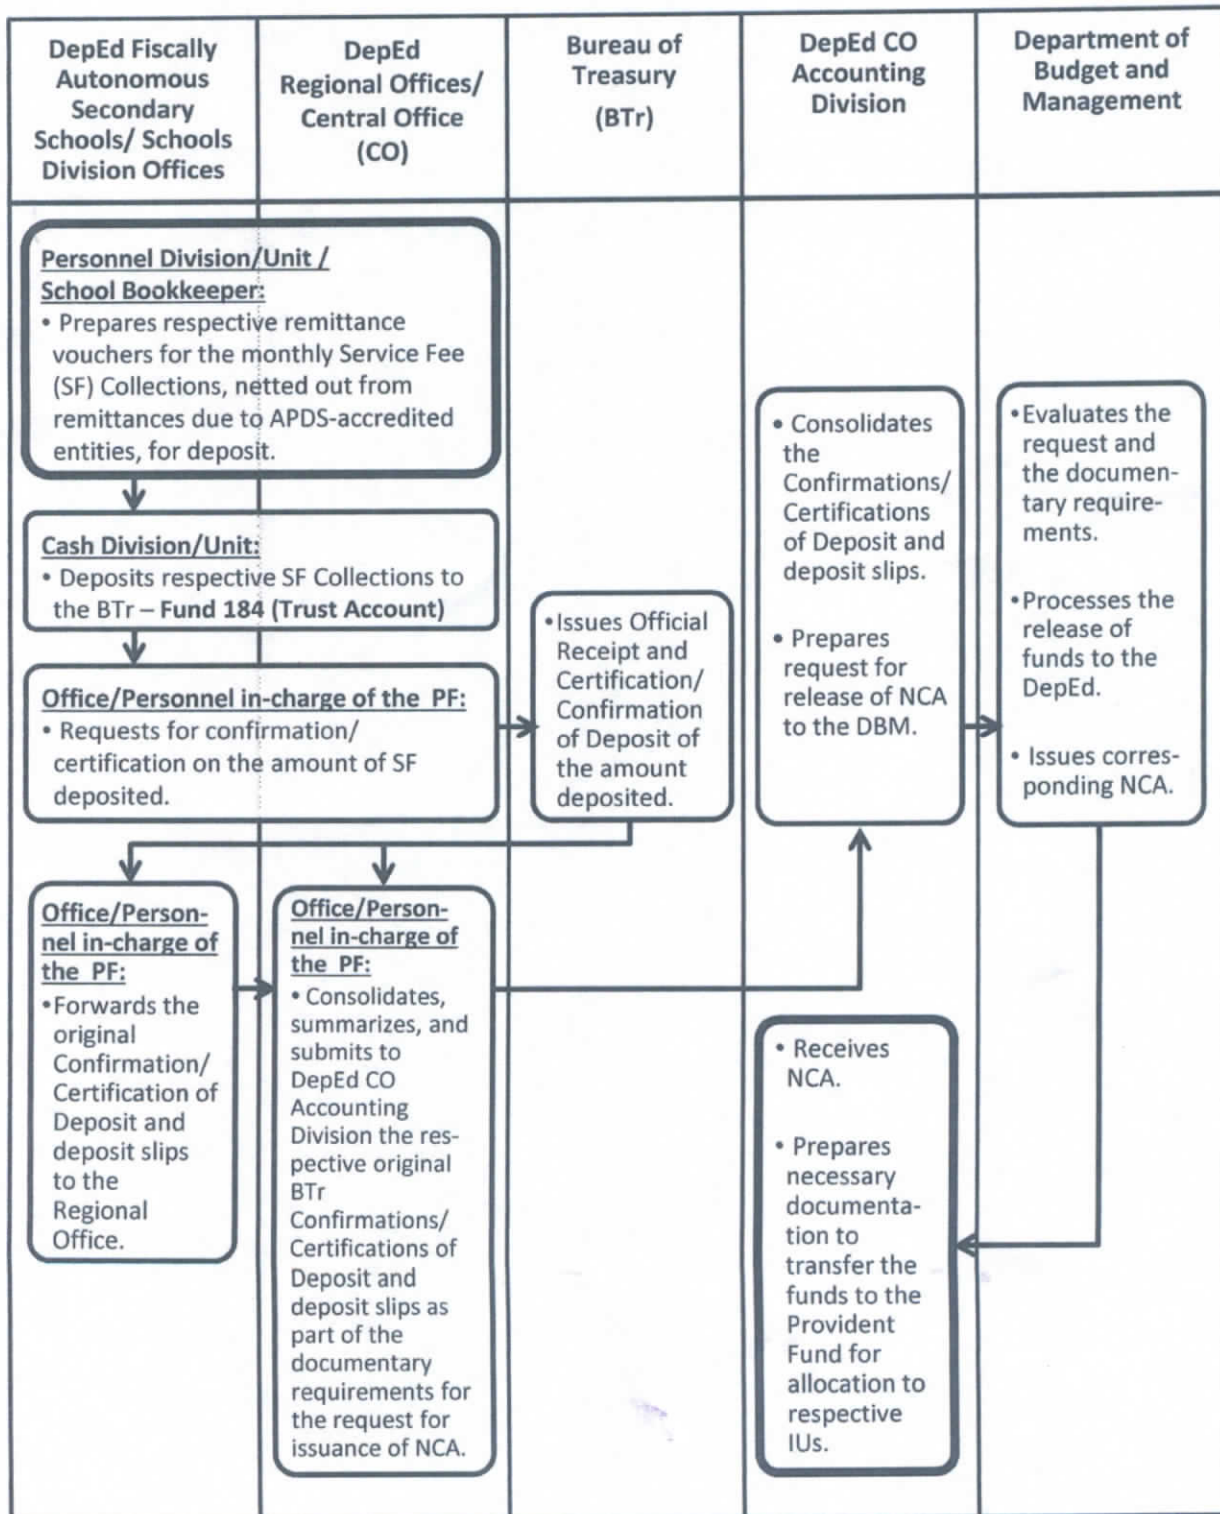 DepEd Fiscally
Autonomous
Secondary
Schools/ Schools
Division Offices
DepEd
Regional Offices/
Central Office
(CO)
Bureau of
Treasury
(BTr)
DepEd CO
Accounting
Division
Department of
Budget and
Management
Personnel Division/Unit /
School Bookkeeper:
• Prepares respective remittance
vouchers for the monthly Service Fee
(SF) Collections, netted out from
remittances due to APDS-accredited
entities, for deposit.
Cash Division/Unit:
• Deposits respective SF Collections to
the BTr – Fund 184 (Trust Account)
Office/Personnel in-charge of the PF:
• Requests for confirmation/
certification on the amount of SF
deposited.
•Issues Official
Receipt and
Certification/
Confirmation
of Deposit of
the amount
deposited.
Office/Person-
nel in-charge of
the PF:
•Forwards the
original
Confirmation/
Certification of
Deposit and
deposit slips
to the
Regional
Office.
Office/Person-
nel in-charge of
the PF:
• Consolidates,
summarizes, and
submits to
DepEd CO
Accounting
Division the res-
pective original
BTr
Confirmations/
Certifications of
Deposit and
deposit slips as
part of the
documentary
requirements for
the request for
issuance of NCA.
• Consolidates
the
Confirmations/
Certifications
of Deposit and
deposit slips.
• Prepares
request for
release of NCA
to the DBM.
•Evaluates the
request and
the documen-
tary require-
ments.
•Processes the
release of
funds to the
DepEd.
• Issues corres-
ponding NCA.
• Receives
NCA.
• Prepares
necessary
documenta-
tion to
transfer the
funds to the
Provident
Fund for
allocation to
respective
IUs.